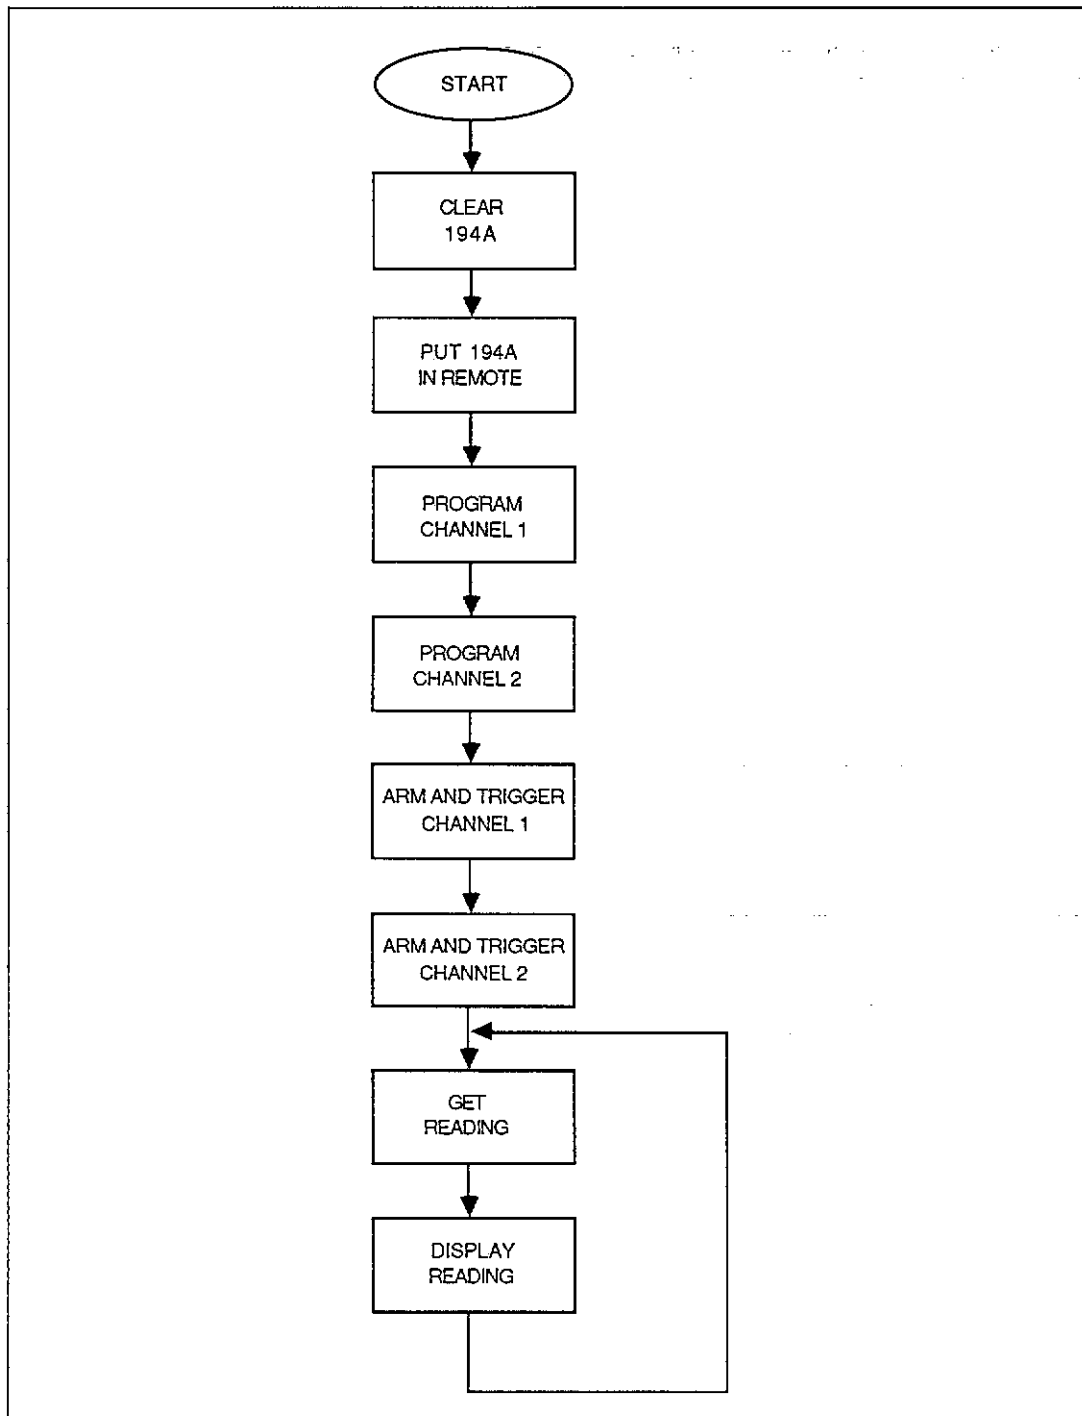 START
CLEAR
194A
PUT 194A
IN REMOTE
PROGRAM
CHANNEL 1
PROGRAM
CHANNEL 2
ARM AND TRIGGER
CHANNEL 1
ARM AND TRIGGER
CHANNEL 2
GET
READING
DISPLAY
READING